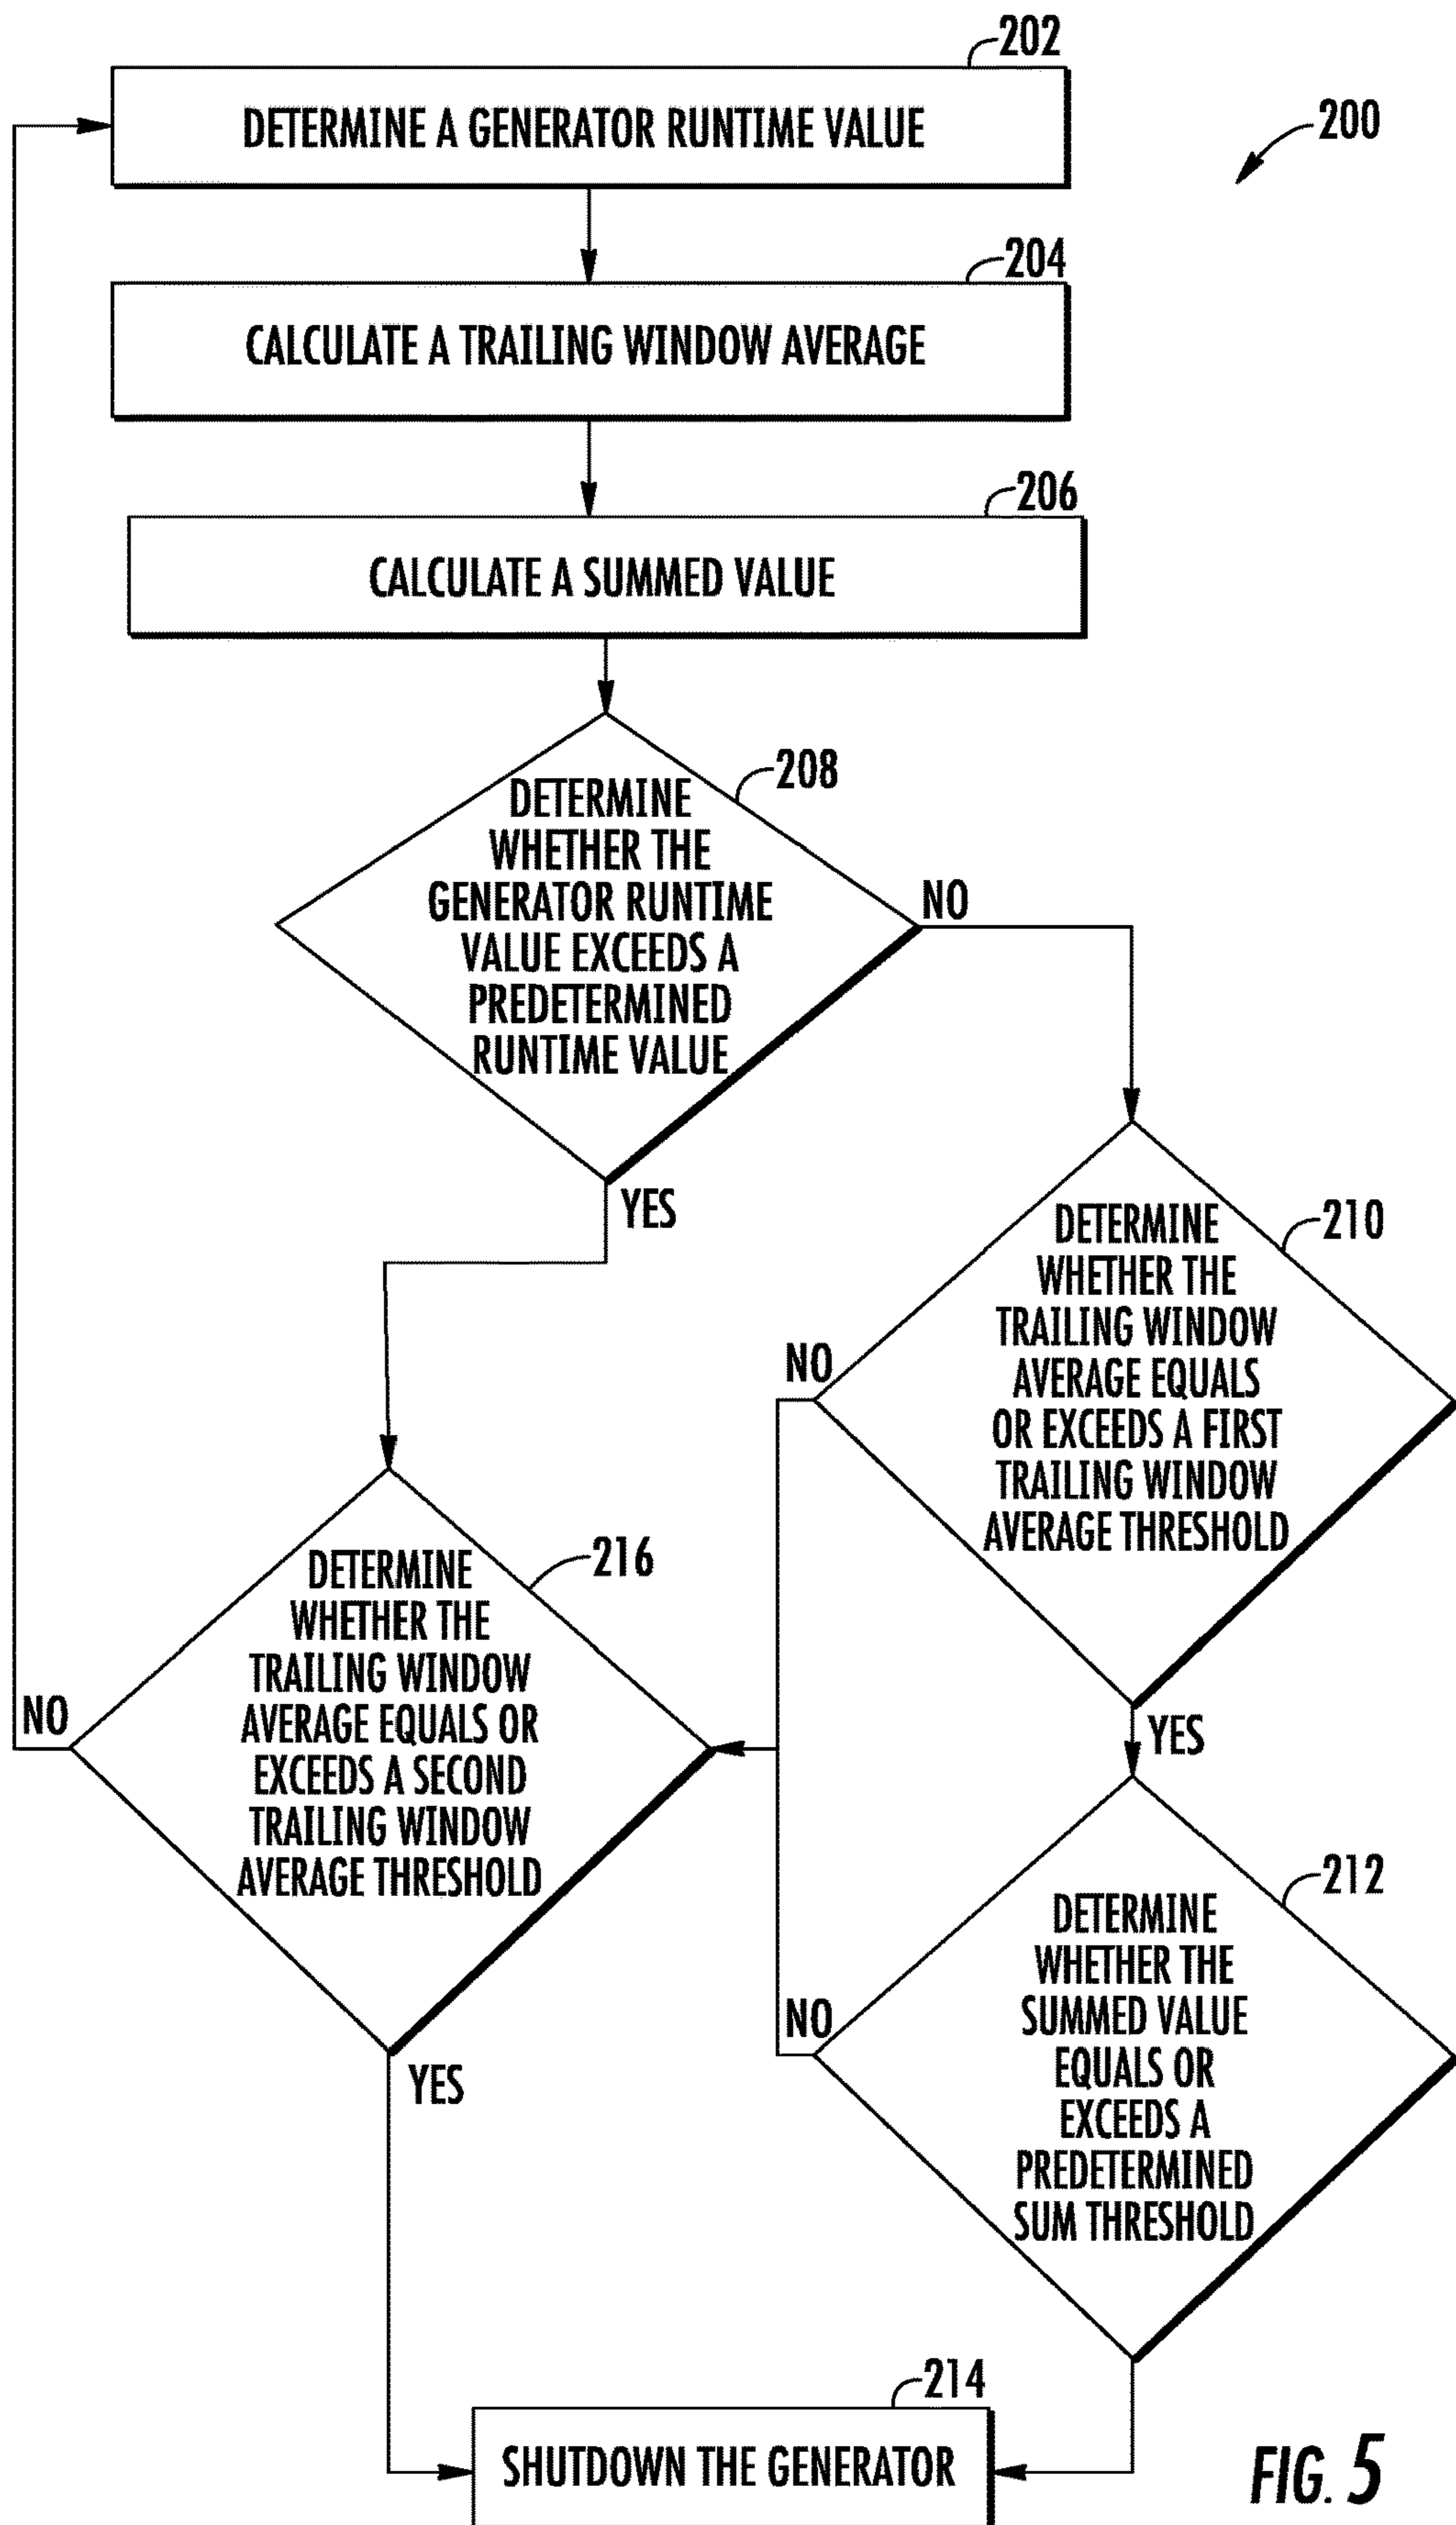 202
DETERMINE A GENERATOR RUNTIME VALUE
200
204
CALCULATE A TRAILING WINDOW AVERAGE
206
CALCULATE A SUMMED VALUE
208
DETERMINE
WHETHER THE
GENERATOR RUNTIME
VALUE EXCEEDS A
PREDETERMINED
RUNTIME VALUE
NO
YES
210
DETERMINE
WHETHER THE
TRAILING WINDOW
AVERAGE EQUALS
OR EXCEEDS A FIRST
TRAILING WINDOW
AVERAGE THRESHOLD
NO
YES
216
DETERMINE
WHETHER THE
TRAILING WINDOW
AVERAGE EQUALS OR
EXCEEDS A SECOND
TRAILING WINDOW
AVERAGE THRESHOLD
NO
YES
212
DETERMINE
WHETHER THE
SUMMED VALUE
EQUALS OR
EXCEEDS A
PREDETERMINED
SUM THRESHOLD
NO
214
SHUTDOWN THE GENERATOR
FIG. 5